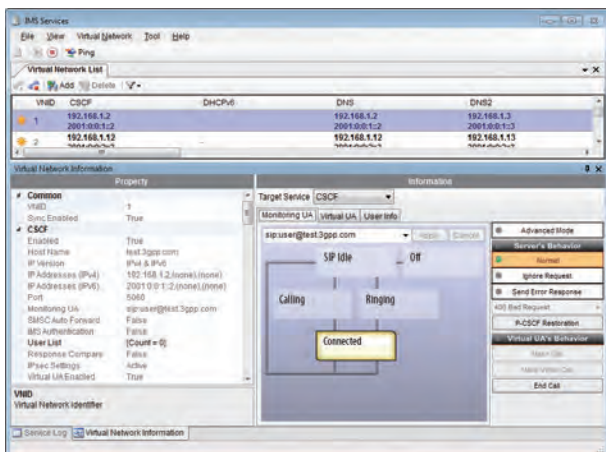 IMS Services
File View Virtual Network Tool Help
Ping
Virtual Network List
Add Delete
VNID CSCF DHCPv6 DNS DNS2
1 192.168.1.2 192.168.1.2 192.168.1.3
2001:0:0:1::2 2001:0:0:1::2 2001:0:0:1::3
2 192.168.1.12 192.168.1.12 192.168.1.13
Virtual Network Information
Property
Common
VNID 1
Sync Enabled True
CSCF
Enabled True
Host Name test.3gpp.com
IP Version IPv4 & IPv6
IP Addresses (IPv4) 192.168.1.2,(none),(none)
IP Addresses (IPv6) 2001:0:0:1::2,(none),(none)
Port 5060
Monitoring UA sip:user@test.3gpp.com
SMSC Auto Forward False
IMS Authentication False
User List (Count = 0)
Response Compare False
IPsec Settings Active
Virtual UA Enabled True
VNID
Virtual Network Identifier
Information
Target Service CSCF
Monitoring UA Virtual UA User Info
sip:user@test.3gpp.com Apply Cancel
SIP Idle Off
Calling Ringing
Connected
Advanced Mode
Server's Behavior
Normal
Ignore Request
Send Error Response
400 Bad Request
P-CSCF Restoration
Virtual UA's Behavior
Make Call
Make Video Call
End Call
Service Log Virtual Network Information